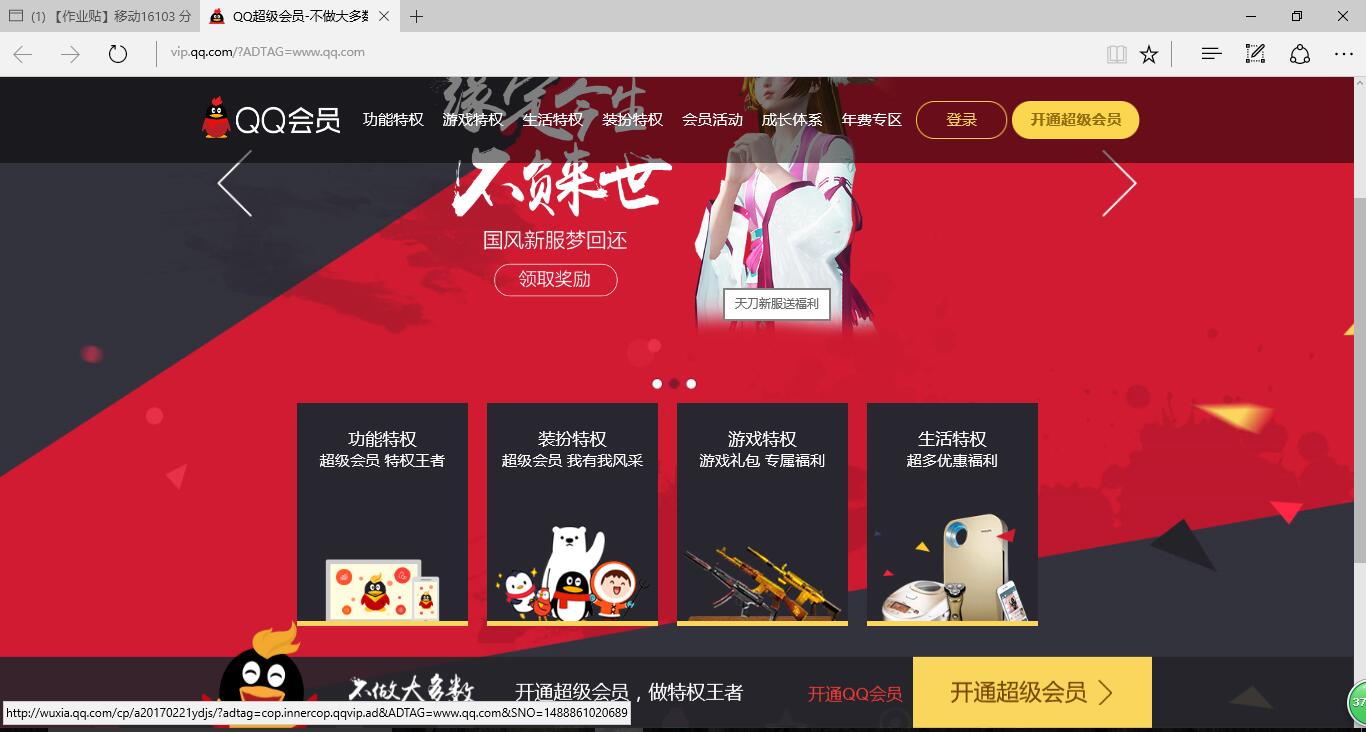 (1) 【作业贴】移动16103 分
QQ超级会员-不做大多数
vip.qq.com/?ADTAG=www.qq.com
QQ会员
功能特权
游戏特权
生活特权
装扮特权
会员活动
成长体系
年费专区
登录
开通超级会员
缘定今生
不负来世
国风新服梦回还
领取奖励
天刀新服送福利
功能特权
超级会员 特权王者
装扮特权
超级会员 我有我风采
游戏特权
游戏礼包 专属福利
生活特权
超多优惠福利
不做大多数
开通超级会员，做特权王者
开通QQ会员
开通超级会员
http://wuxia.qq.com/cp/a20170221ydjs/?adtag=cop.innercop.qqvip.ad&ADTAG=www.qq.com&SNO=1488861020689
37